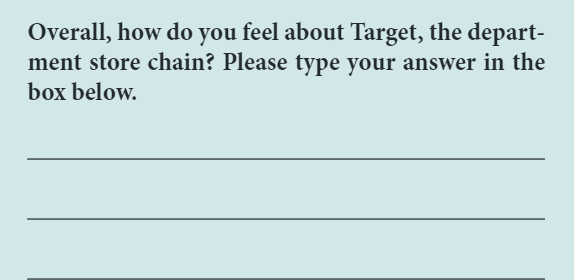 Overall, how do you feel about Target, the depart-
ment store chain? Please type your answer in the
box below.